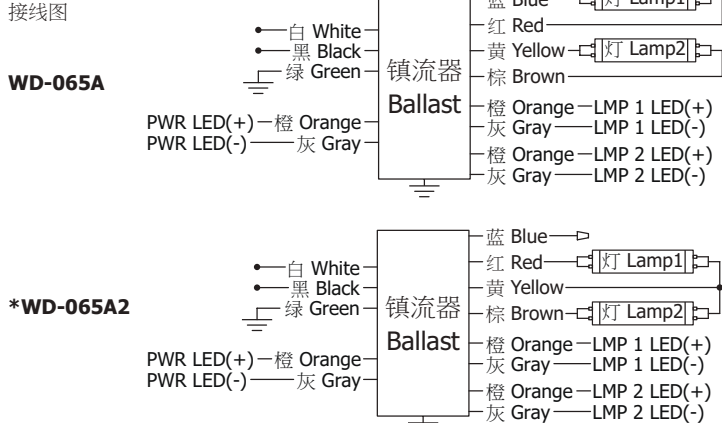 接线图
蓝 Blue 灯 Lamp1
白 White 红 Red
黑 Black 黄 Yellow 灯 Lamp2
绿 Green 棕 Brown
WD-065A
镇流器
Ballast
橙 Orange LMP 1 LED(+)
PWR LED(+) 橙 Orange 灰 Gray LMP 1 LED(-)
PWR LED(-) 灰 Gray 橙 Orange LMP 2 LED(+)
灰 Gray LMP 2 LED(-)
蓝 Blue
白 White 红 Red 灯 Lamp1
黑 Black 黄 Yellow
绿 Green 棕 Brown 灯 Lamp2
*WD-065A2
镇流器
Ballast
橙 Orange LMP 1 LED(+)
PWR LED(+) 橙 Orange 灰 Gray LMP 1 LED(-)
PWR LED(-) 灰 Gray 橙 Orange LMP 2 LED(+)
灰 Gray LMP 2 LED(-)